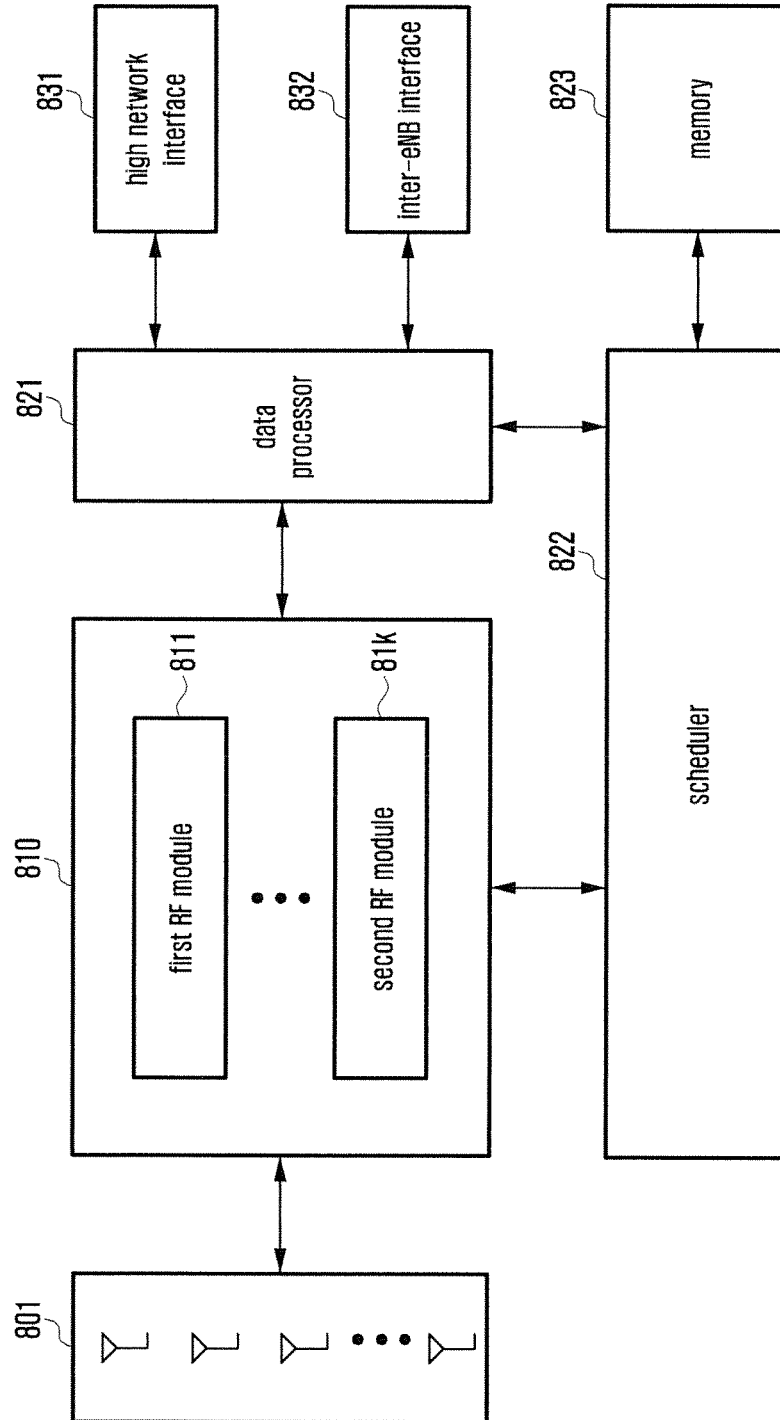 801
810
first RF module
811
second RF module
81k
821
data
processor
831
high network
interface
832
inter-eNB interface
822
scheduler
823
memory